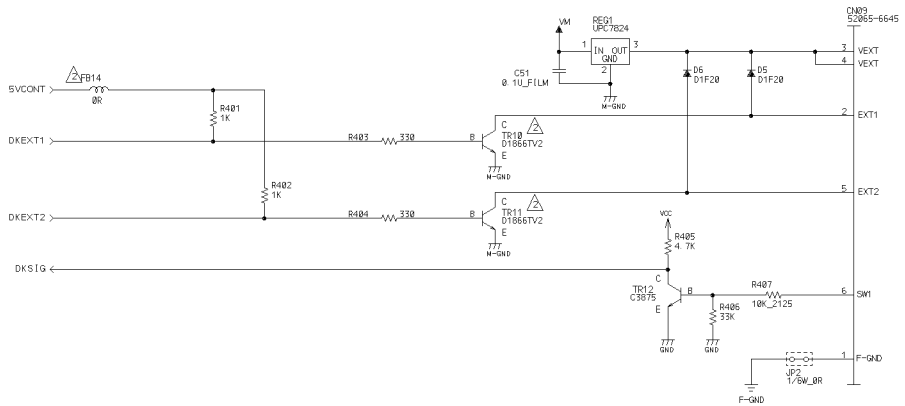 CN09
52065-6645
VM
REG1
UPC7824
1 IN OUT 3
GND
2
3 VEXT
4 VEXT
C51
0.1U_FILM
M-GND
D6
D1F20
D5
D1F20
2 FB14
5VCONT
0R
R401
1K
2 EXT1
C 2
DKEXT1 R403 330 B
TR10
D1866TV2
E
M-GND
R402
1K
5 EXT2
C 2
DKEXT2 R404 330 B
TR11
D1866TV2
E
M-GND
VCC
R405
4.7K
DKSIG
C
TR12
C3875
B
E
R407
10K_2125
6 SW1
R406
33K
GND
GND
1 F-GND
JP2
1/6W_0R
F-GND